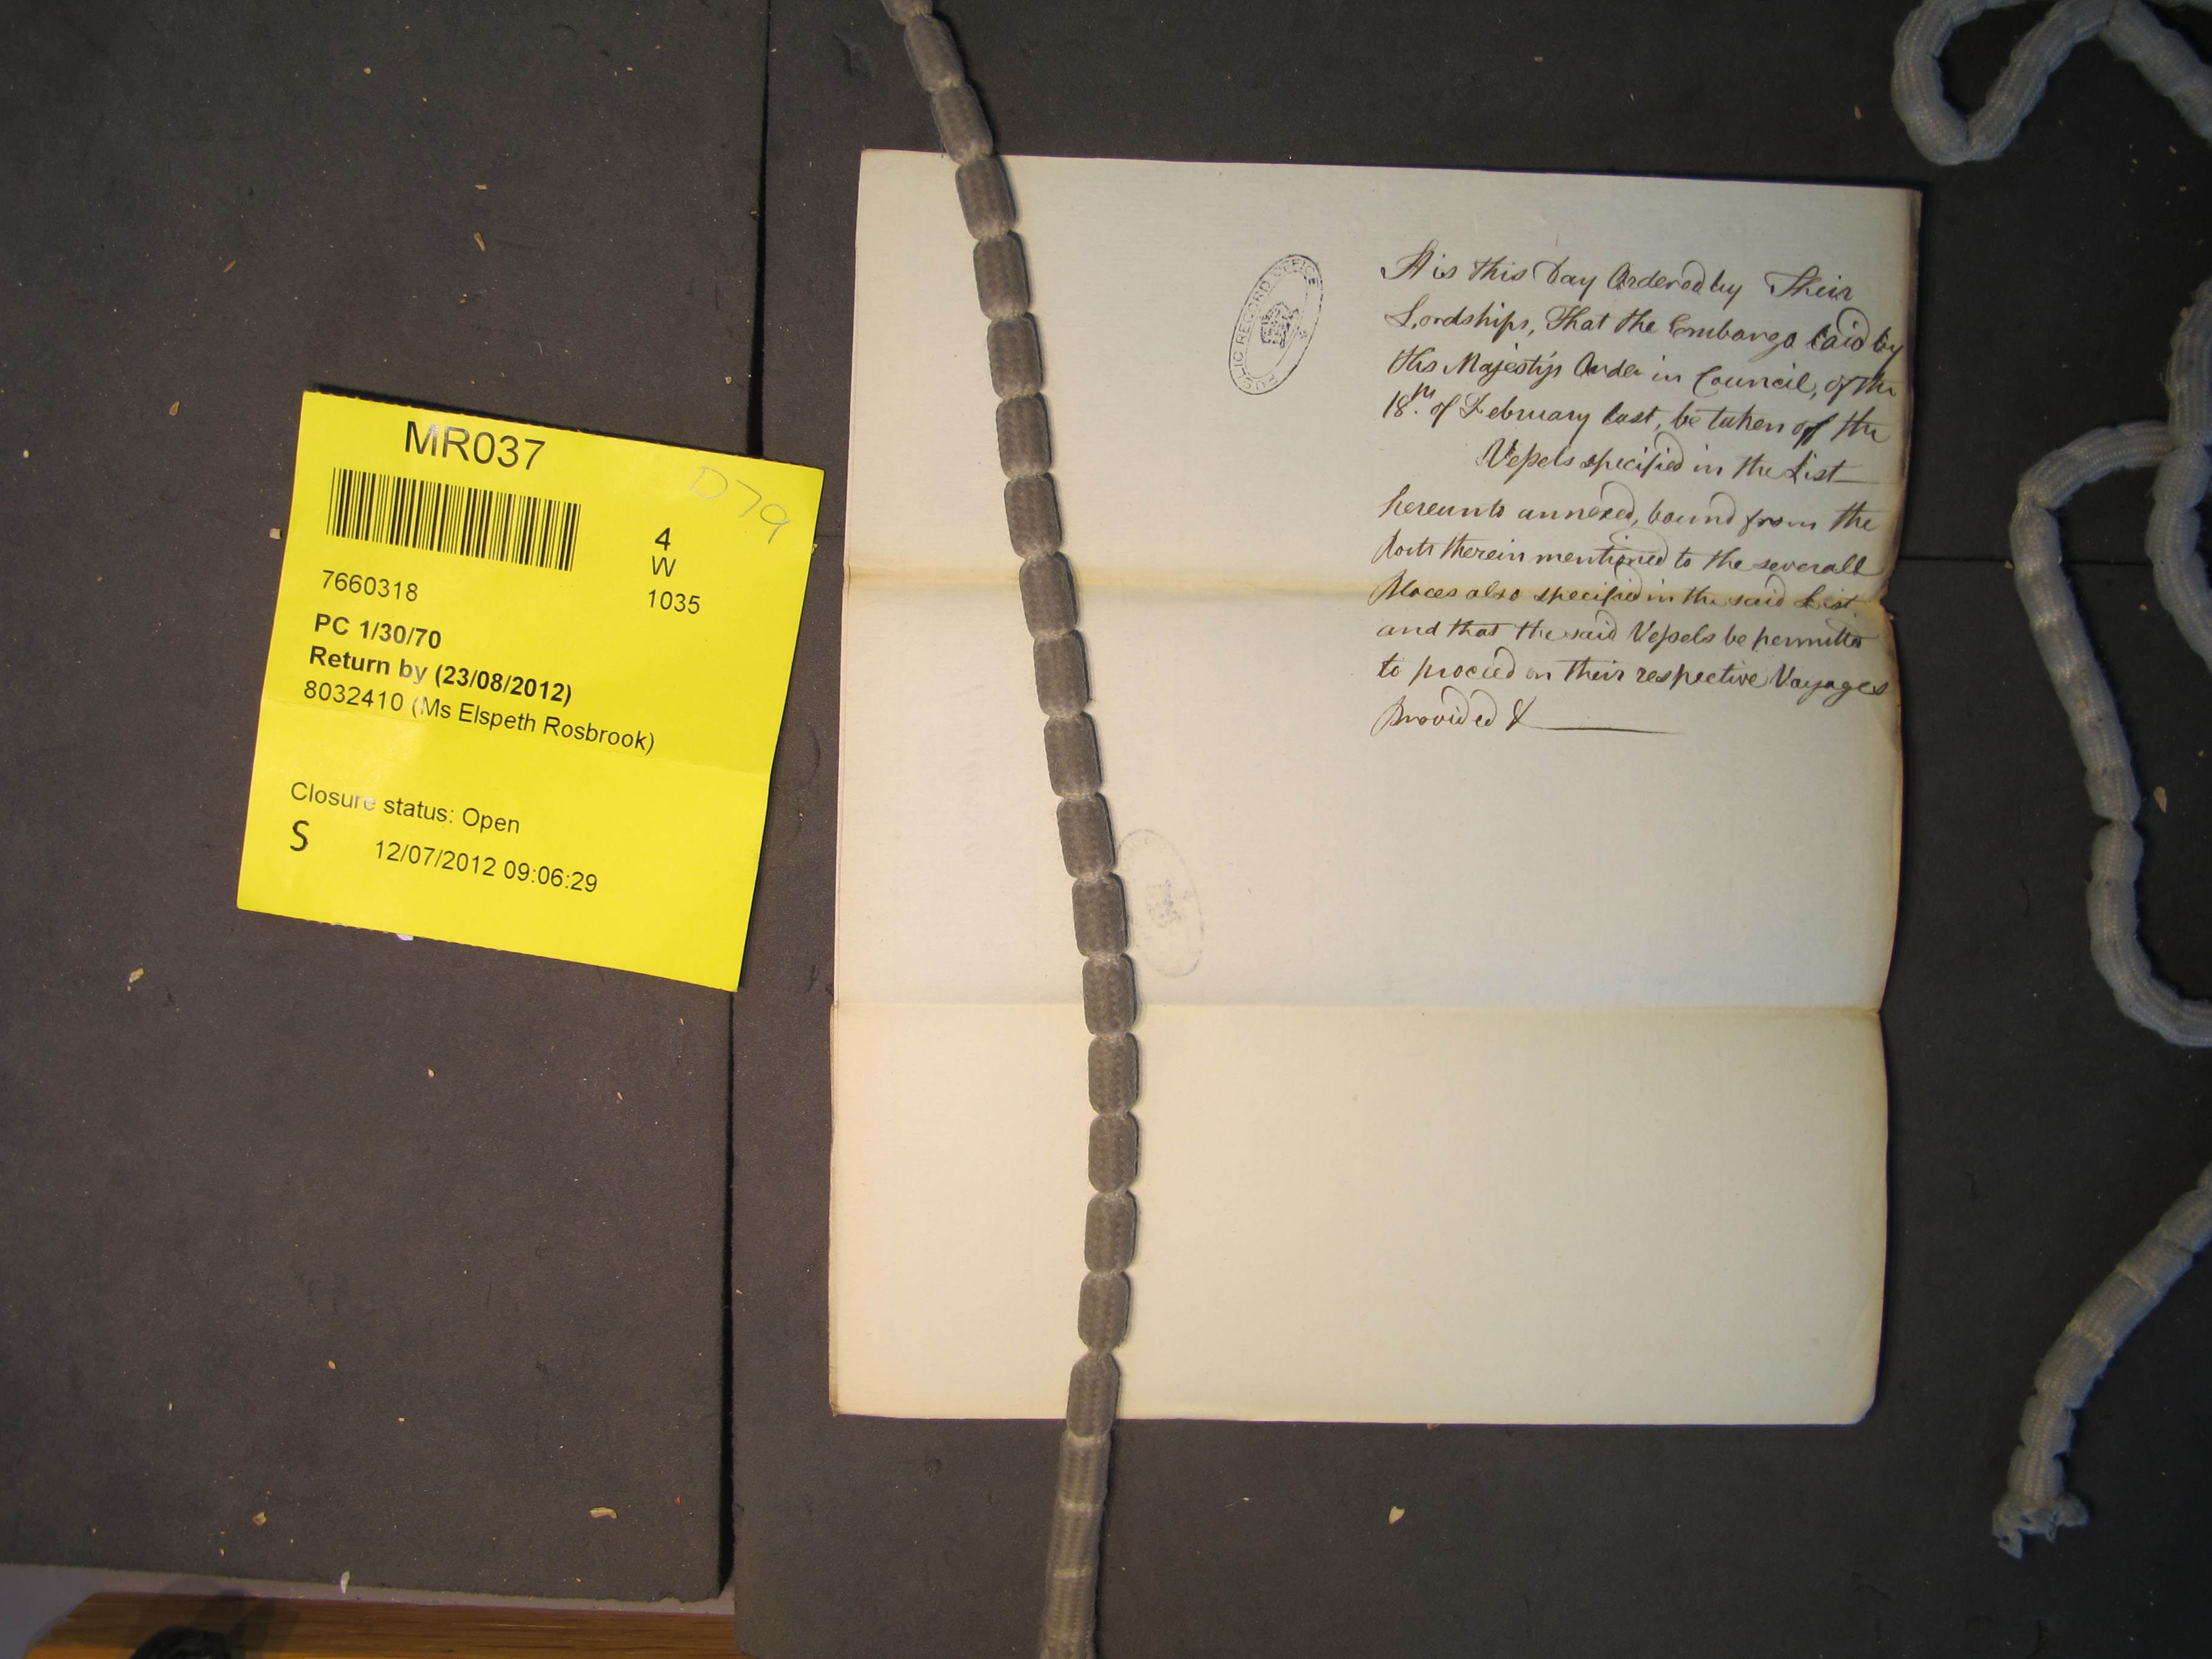 MR037
D79
4
W
1035
7660318
PC 1/30/70
Return by (23/08/2012)
8032410 (Ms Elspeth Rosbrook)
Closure status: Open
S 12/07/2012 09:06:29
PUBLIC RECORD OFFICE
It is this Day Ordered by Their
Lordships, That the Embargo laid by
His Majesty's Order in Council, of the
18th. of February last, be taken off the
Veſsels specified in the List
hereunto annexed, bound from the
Ports therein mentioned to the severall
Places also specified in the said List
and that the said Veſsels be permitted
to proceed on their respective Voyages
provided &